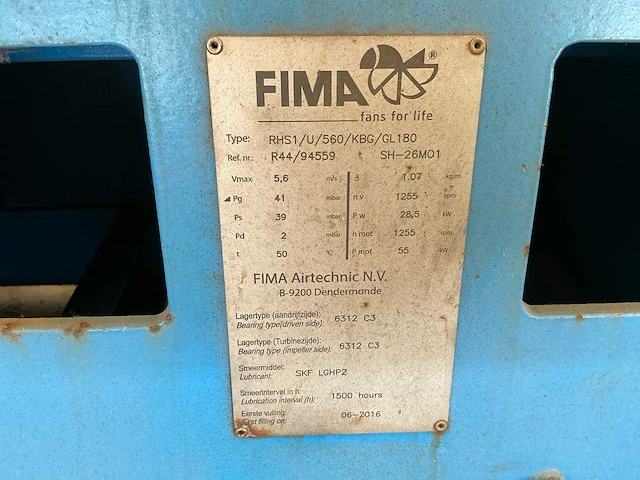 FIMA ®
fans for life
Type: RHS1/U/560/KBG/GL180
Ref. nr.: R44/94559 SH-26M01
Vmax 5,6 m/s δ 1.07 kg/m
⊿ Pg 41 mbar n v 1255 rpm
Ps 39 mbar P w 28,5 kW
Pd 2 mbar n mot 1255 rpm
t 50 °C P mot 55 kW
FIMA Airtechnic N.V.
B-9200 Dendermonde
Lagertype (aandrijfzijde):
Bearing type(driven side): 6312 C3
Lagertype (Turbinezijde):
Bearing type (impeller side): 6312 C3
Smeermiddel:
Lubricant: SKF LGHP2
Smeerinterval in h:
Lubrication interval (h): 1500 hours
Eerste vulling:
First filling on: 06-2016